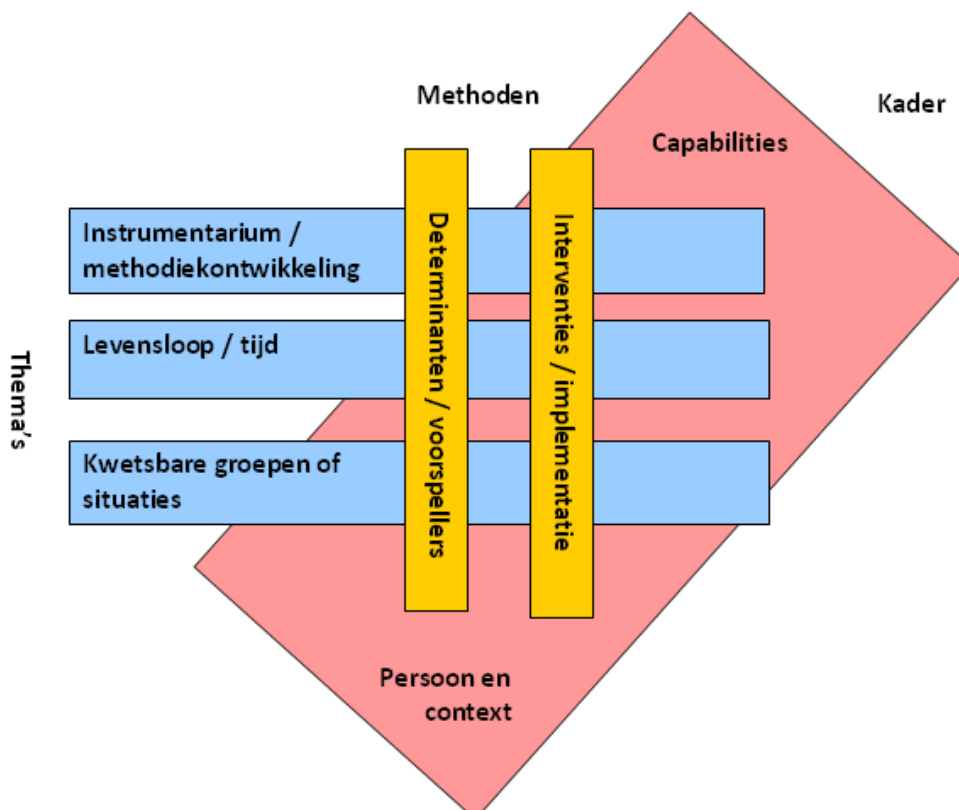 Methoden
Kader
Capabilities
Instrumentarium /
methodiekontwikkeling
Levensloop / tijd
Kwetsbare groepen of
situaties
Thema's
Determinanten / voorspellers
Interventies / implementatie
Persoon en
context